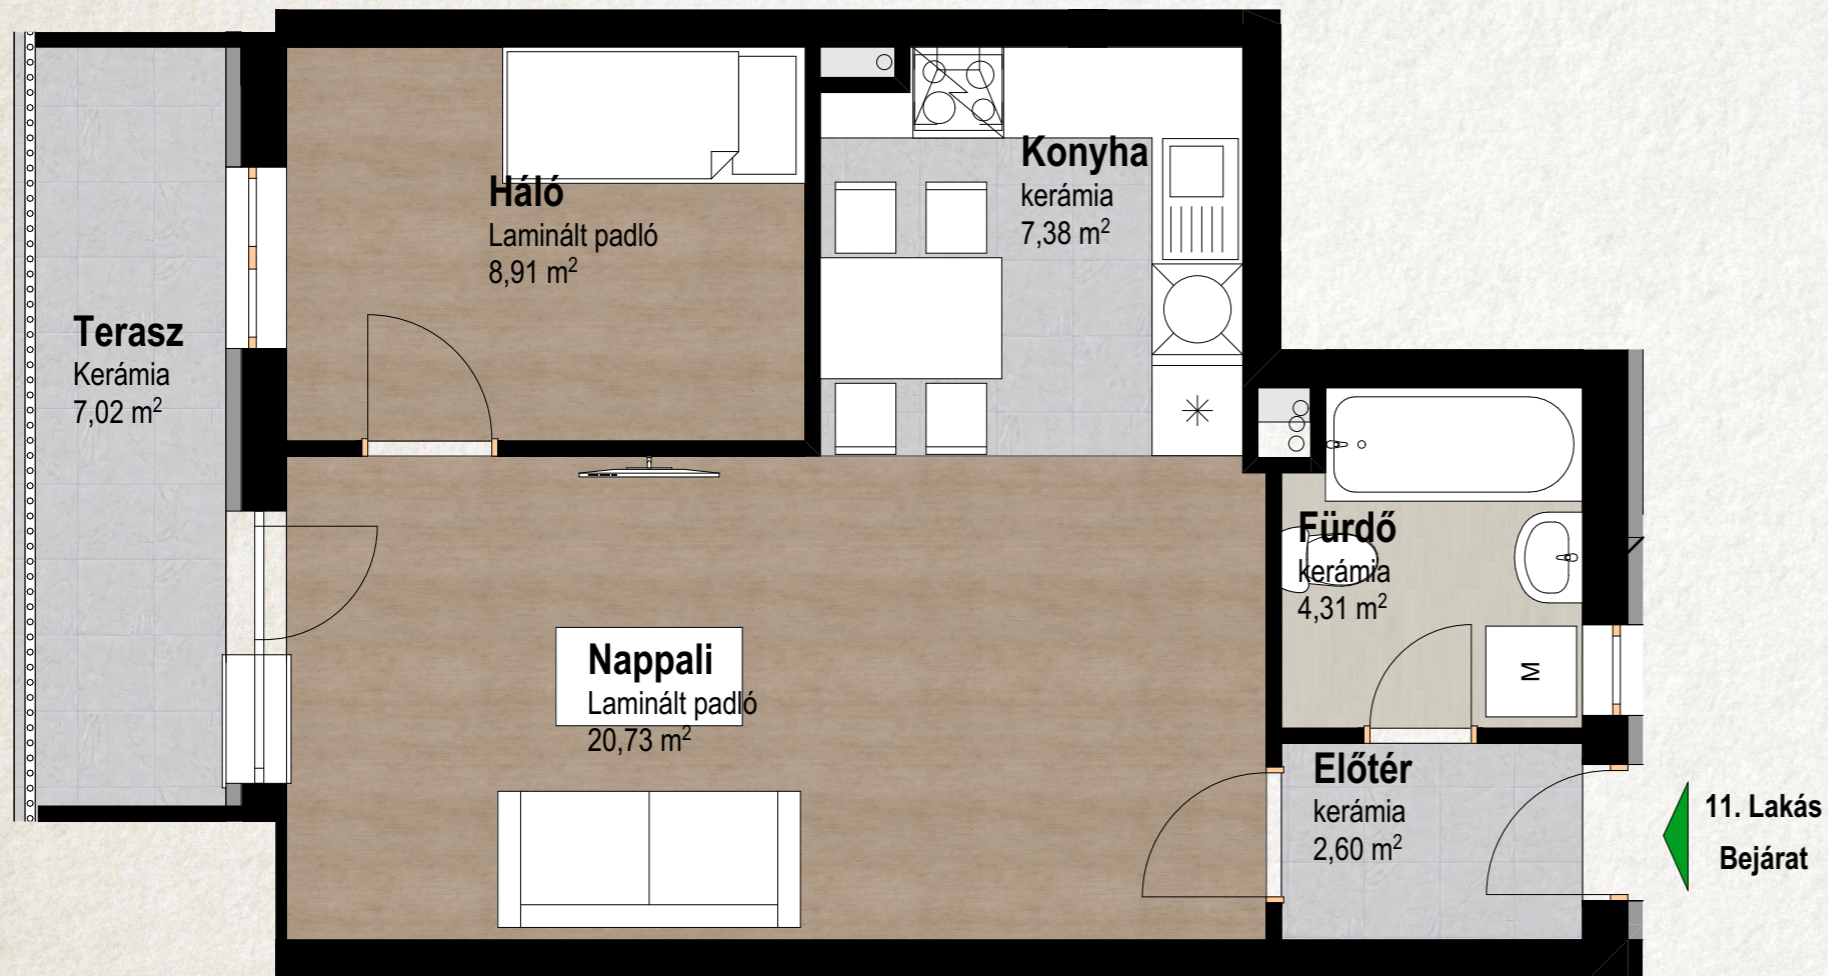 Terasz
Kerámia
7,02 m²
Háló
Laminált padló
8,91 m²
Konyha
kerámia
7,38 m²
Nappali
Laminált padló
20,73 m²
Fürdő
kerámia
4,31 m²
M
Előtér
kerámia
2,60 m²
11. Lakás
Bejárat